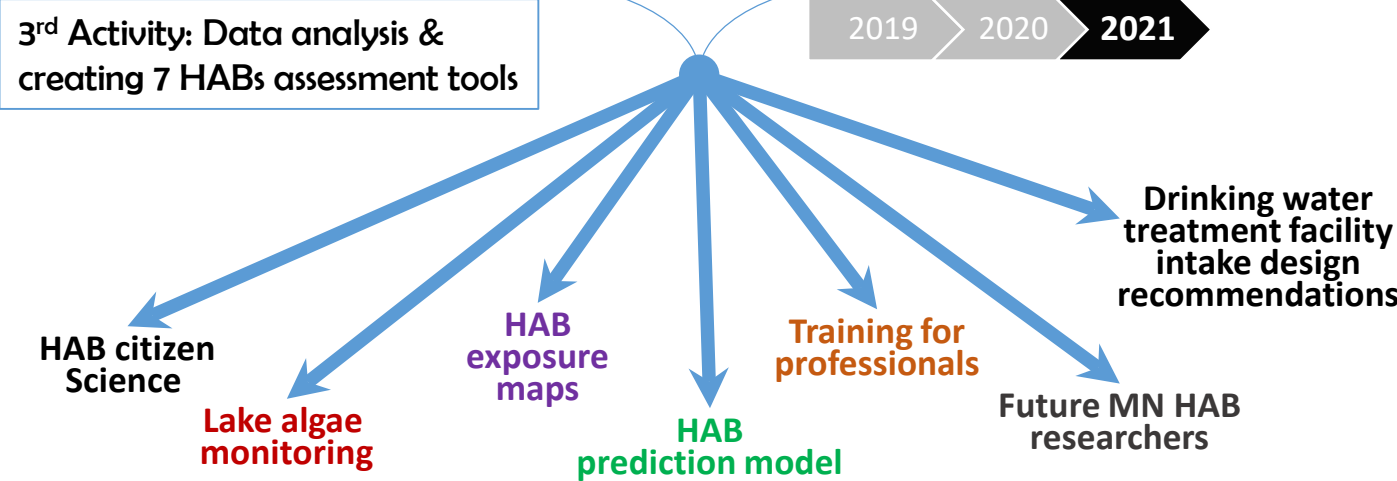 3rd Activity: Data analysis &
creating 7 HABs assessment tools
2019
2020
2021
HAB citizen
Science
Lake algae
monitoring
HAB
exposure
maps
HAB
prediction model
Training for
professionals
Future MN HAB
researchers
Drinking water
treatment facility
intake design
recommendations